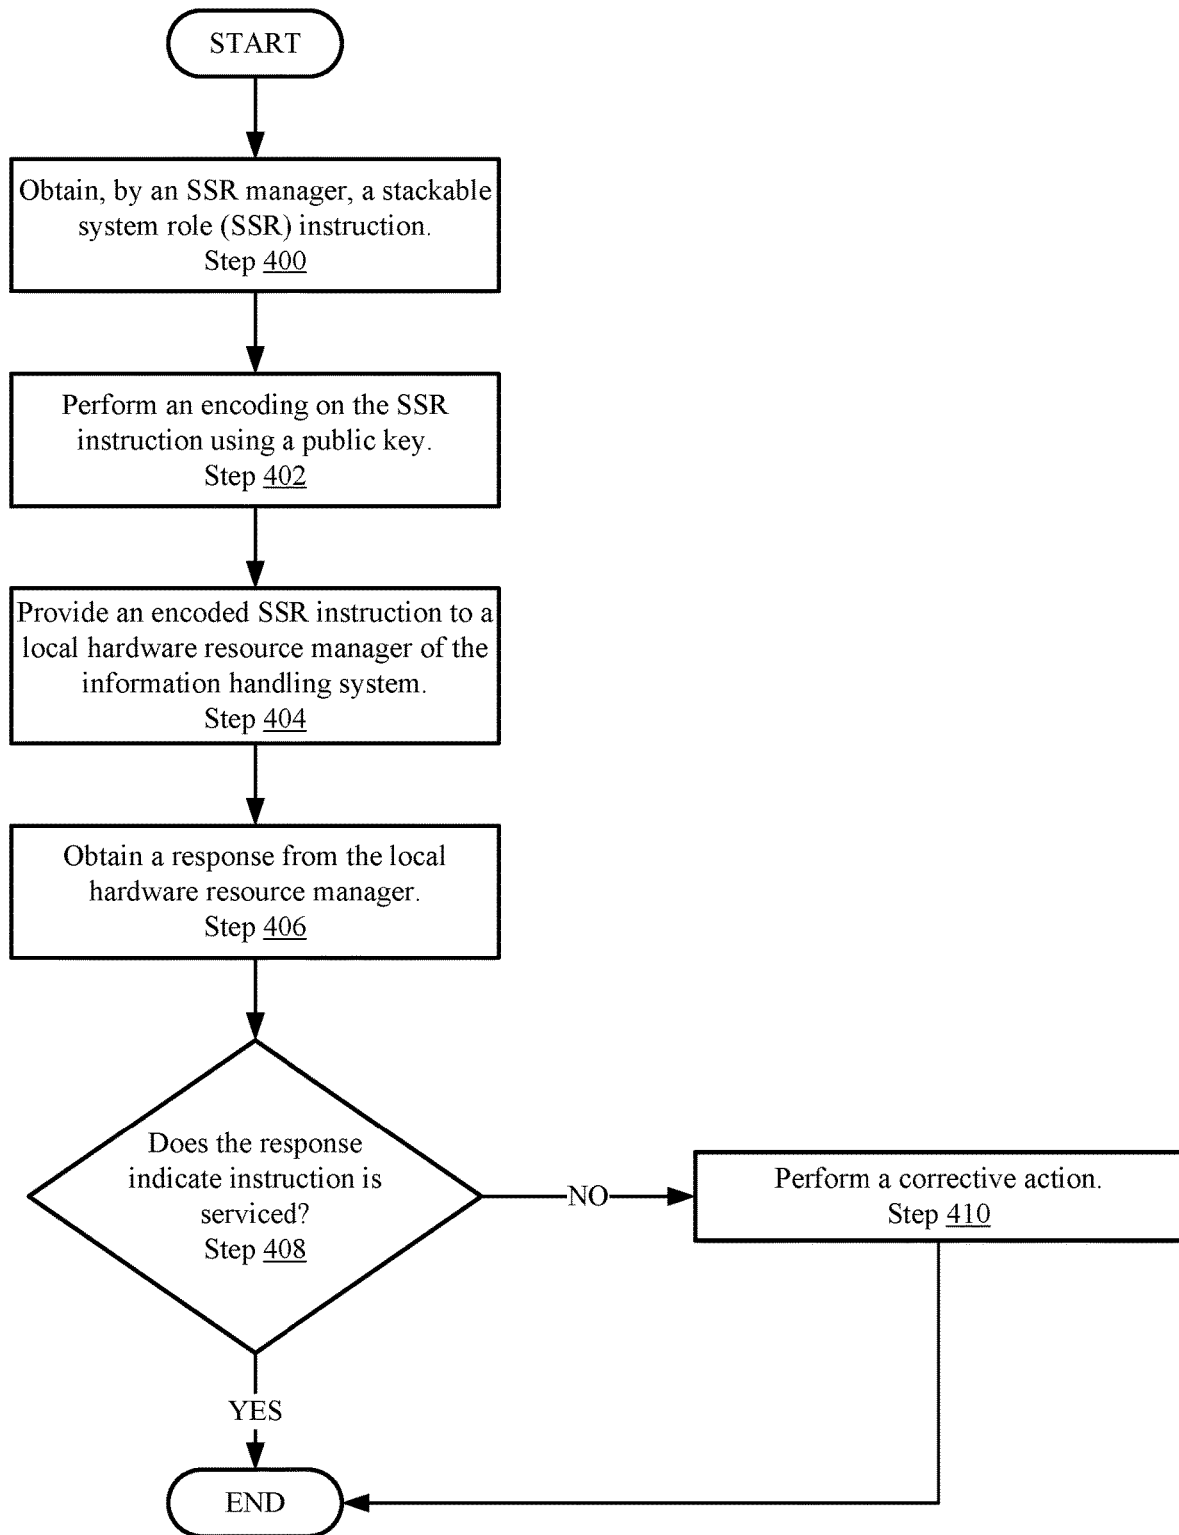 START
Obtain, by an SSR manager, a stackable
system role (SSR) instruction.
Step 400
Perform an encoding on the SSR
instruction using a public key.
Step 402
Provide an encoded SSR instruction to a
local hardware resource manager of the
information handling system.
Step 404
Obtain a response from the local
hardware resource manager.
Step 406
Does the response
indicate instruction is
serviced?
Step 408
NO
Perform a corrective action.
Step 410
YES
END